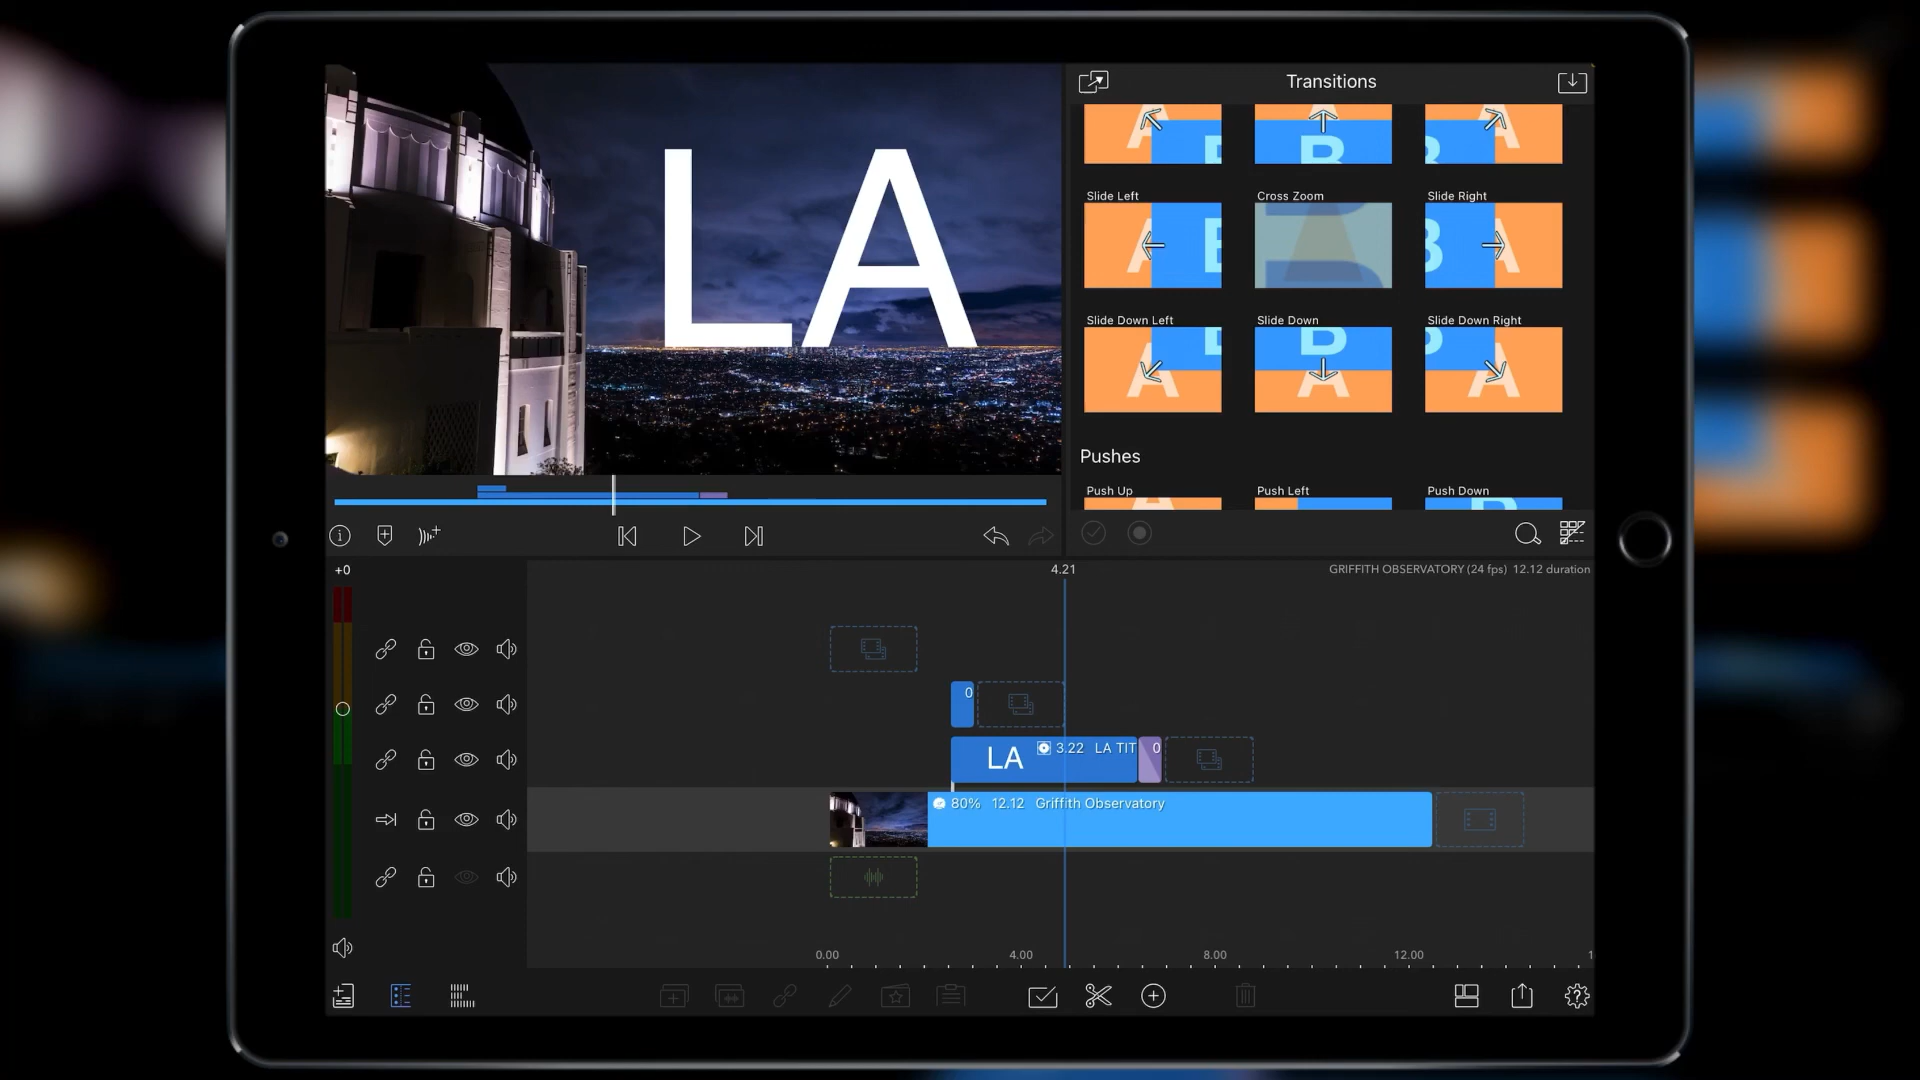 Transitions
LA
A
B
B
B
A
Slide Left
Cross Zoom
Slide Right
A
A
B
A
Slide Down Left
Slide Down
Slide Down Right
A
B
A
A
Pushes
Push Up
Push Left
Push Down
+0
4.21
GRIFFITH OBSERVATORY (24 fps) 12.12 duration
0
LA
3.22 LA TIT
0
80% 12.12 Griffith Observatory
0.00
4.00
8.00
12.00
1